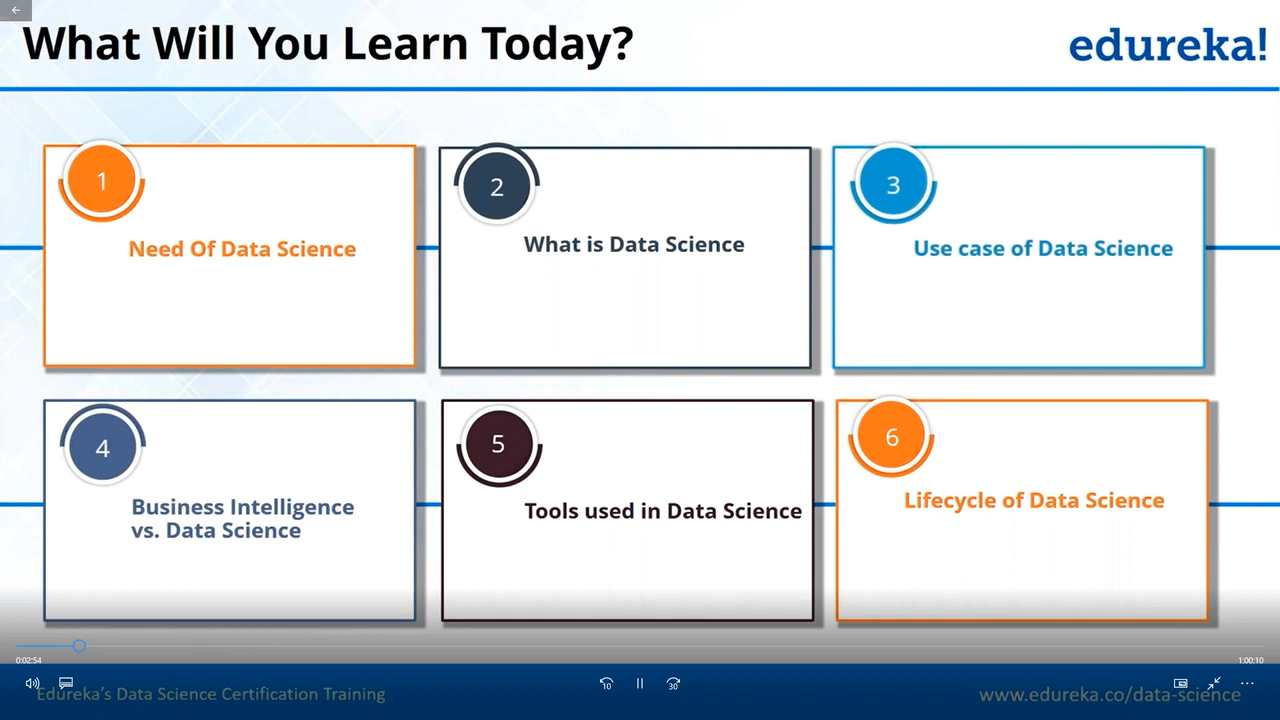 What Will You Learn Today?
edureka!
1
Need Of Data Science
2
What is Data Science
3
Use case of Data Science
4
Business Intelligence
vs. Data Science
5
Tools used in Data Science
6
Lifecycle of Data Science
0:02:54
1:00:10
Edureka's Data Science Certification Training
10
30
www.edureka.co/data-science